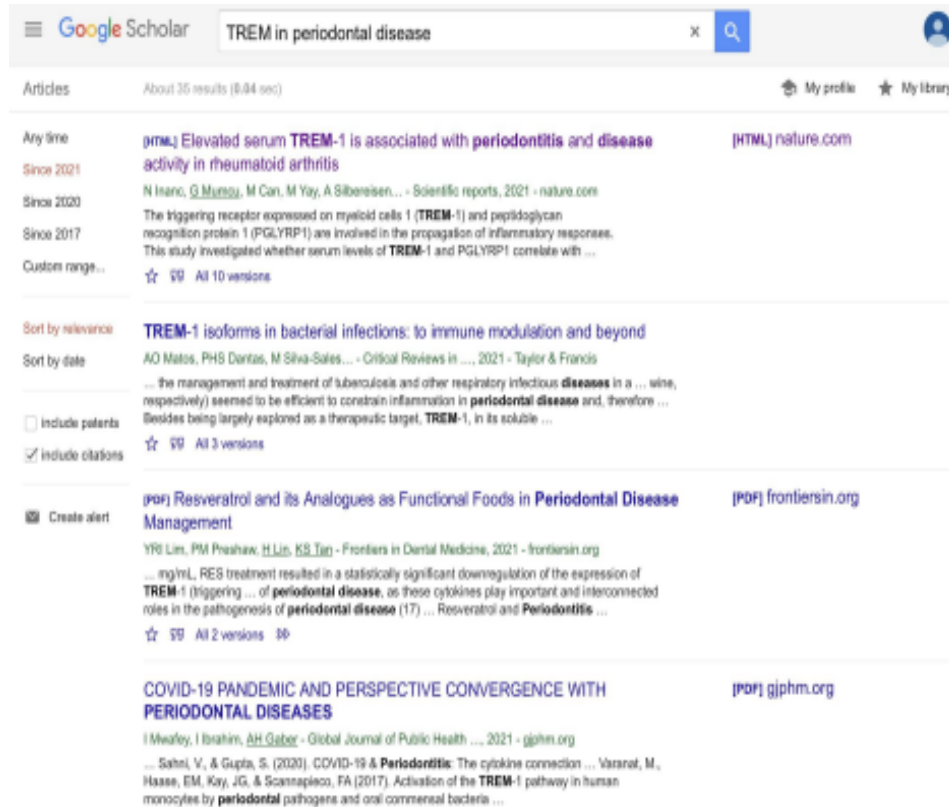 Google Scholar
TREM in periodontal disease
x
Articles
About 35 results (0.04 sec)
My profile
My library
Any time
Since 2021
Since 2020
Since 2017
Custom range...
Sort by relevance
Sort by date
include patents
include citations
Create alert
[HTML] Elevated serum TREM-1 is associated with periodontitis and disease
activity in rheumatoid arthritis
[HTML] nature.com
N Inanc, G Mumcu, M Can, M Yay, A Silbereisen... - Scientific reports, 2021 - nature.com
The triggering receptor expressed on myeloid cells 1 (TREM-1) and peptidoglycan
recognition protein 1 (PGLYRP1) are involved in the propagation of inflammatory responses.
This study investigated whether serum levels of TREM-1 and PGLYRP1 correlate with ...
All 10 versions
TREM-1 isoforms in bacterial infections: to immune modulation and beyond
AO Matos, PHS Dantas, M Silva-Sales... - Critical Reviews in ..., 2021 - Taylor & Francis
... the management and treatment of tuberculosis and other respiratory infectious diseases in a ... wine,
respectively) seemed to be efficient to constrain inflammation in periodontal disease and, therefore ...
Besides being largely explored as a therapeutic target, TREM-1, in its soluble ...
All 3 versions
[PDF] Resveratrol and its Analogues as Functional Foods in Periodontal Disease
Management
[PDF] frontiersin.org
YRI Lim, PM Preshaw, H Lin, KS Tan - Frontiers in Dental Medicine, 2021 - frontiersin.org
... mg/mL, RES treatment resulted in a statistically significant downregulation of the expression of
TREM-1 (triggering ... of periodontal disease, as these cytokines play important and interconnected
roles in the pathogenesis of periodontal disease (17) ... Resveratrol and Periodontitis ...
All 2 versions
COVID-19 PANDEMIC AND PERSPECTIVE CONVERGENCE WITH
PERIODONTAL DISEASES
[PDF] gjphm.org
I Mwafey, I Ibrahim, AH Gaber - Global Journal of Public Health ..., 2021 - gjphm.org
... Sahni, V., & Gupta, S. (2020). COVID-19 & Periodontitis: The cytokine connection ... Varanat, M.,
Haase, EM, Kay, JG, & Scannapieco, FA (2017). Activation of the TREM-1 pathway in human
monocytes by periodontal pathogens and oral commensal bacteria ...